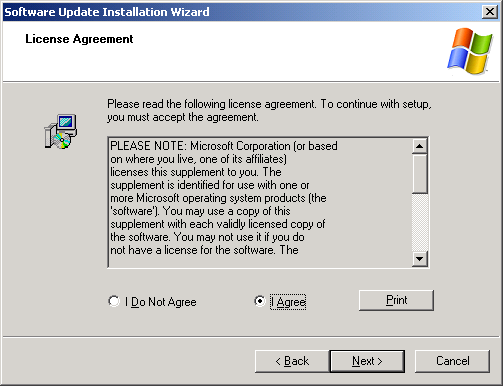 Software Update Installation Wizard
License Agreement
Please read the following license agreement. To continue with setup,
you must accept the agreement.
PLEASE NOTE: Microsoft Corporation (or based
on where you live, one of its affiliates)
licenses this supplement to you. The
supplement is identified for use with one or
more Microsoft operating system products (the
'software'). You may use a copy of this
supplement with each validly licensed copy of
the software. You may not use it if you do
not have a license for the software. The
I Do Not Agree
I Agree
Print
< Back
Next >
Cancel